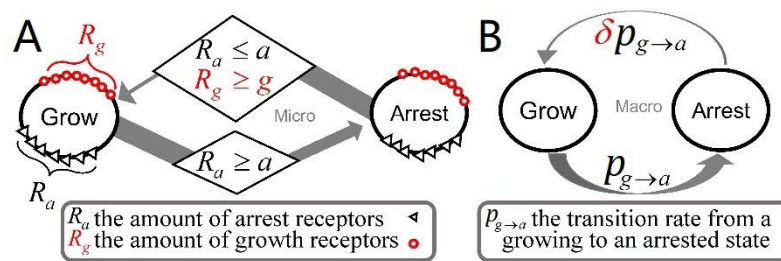 A
R_g
R_a ≤ a
R_g ≥ g
Grow
Micro
Arrest
R_a ≥ a
R_a
R_a the amount of arrest receptors
R_g the amount of growth receptors
B
δp_{g→a}
Grow
Macro
Arrest
p_{g→a}
p_{g→a} the transition rate from a
growing to an arrested state